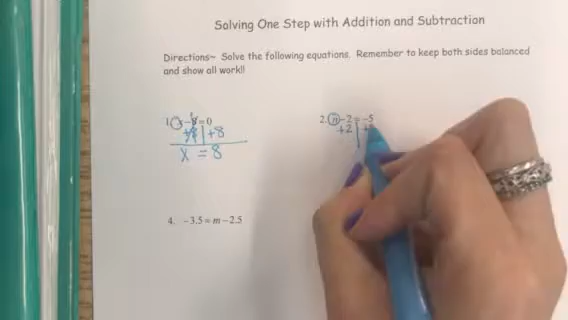 Solving One Step with Addition and Subtraction
Directions~ Solve the following equations. Remember to keep both sides balanced
and show all work!!
1. x-8=0
+8 +8
x = 8
2. n-2=-5
+2
4. -3.5=m-2.5